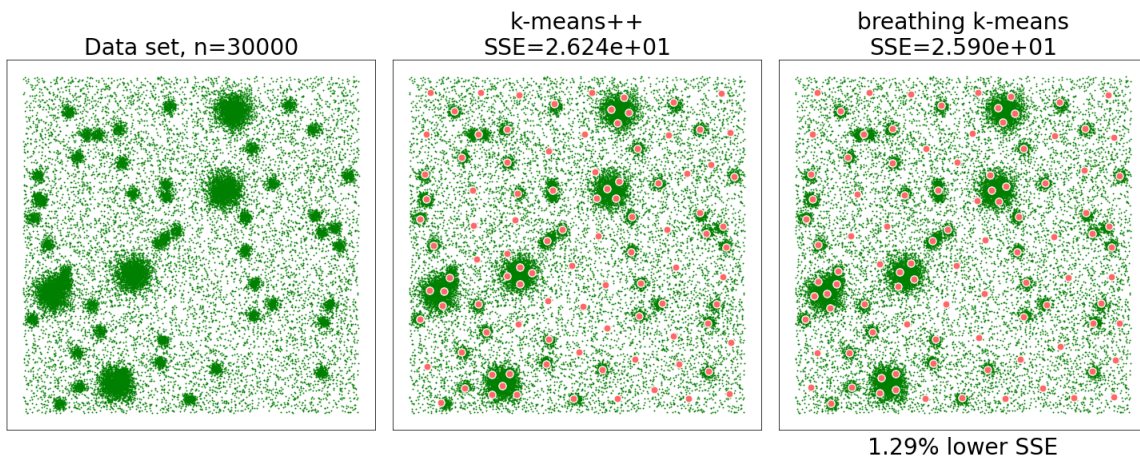 Data set, n=30000
k-means++
SSE=2.624e+01
breathing k-means
SSE=2.590e+01
1.29% lower SSE